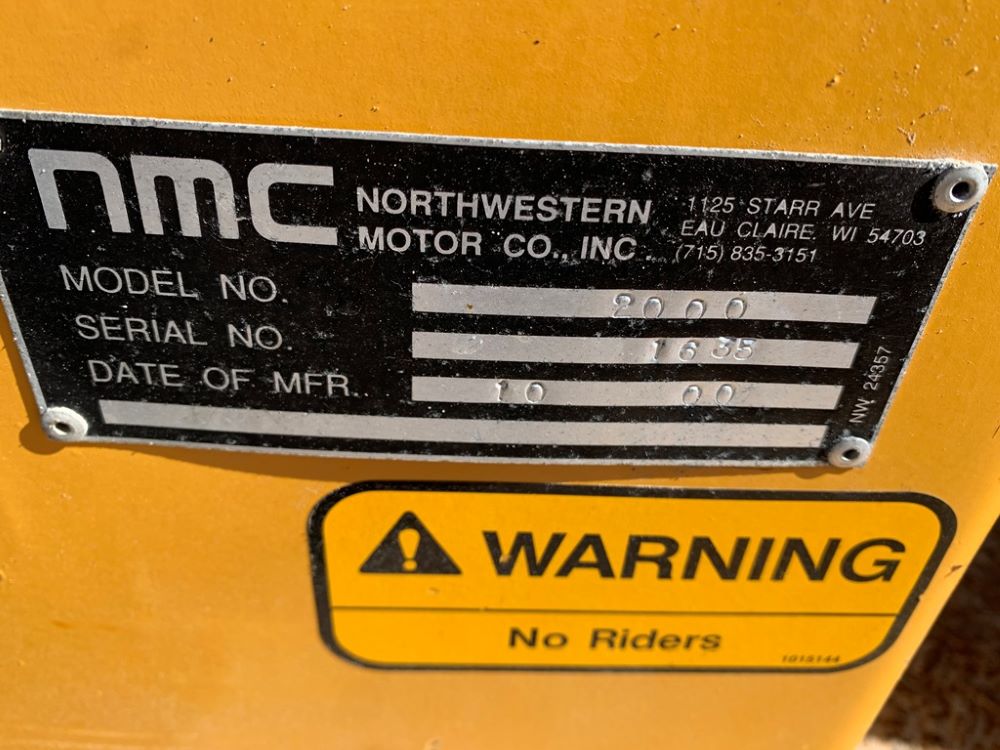 nmc
NORTHWESTERN
MOTOR CO., INC.
1125 STARR AVE
EAU CLAIRE, WI 54703
(715) 835-3151
MODEL NO. 2000
SERIAL NO. 1635
DATE OF MFR. 10 00
NW 24357
WARNING
No Riders
1015144